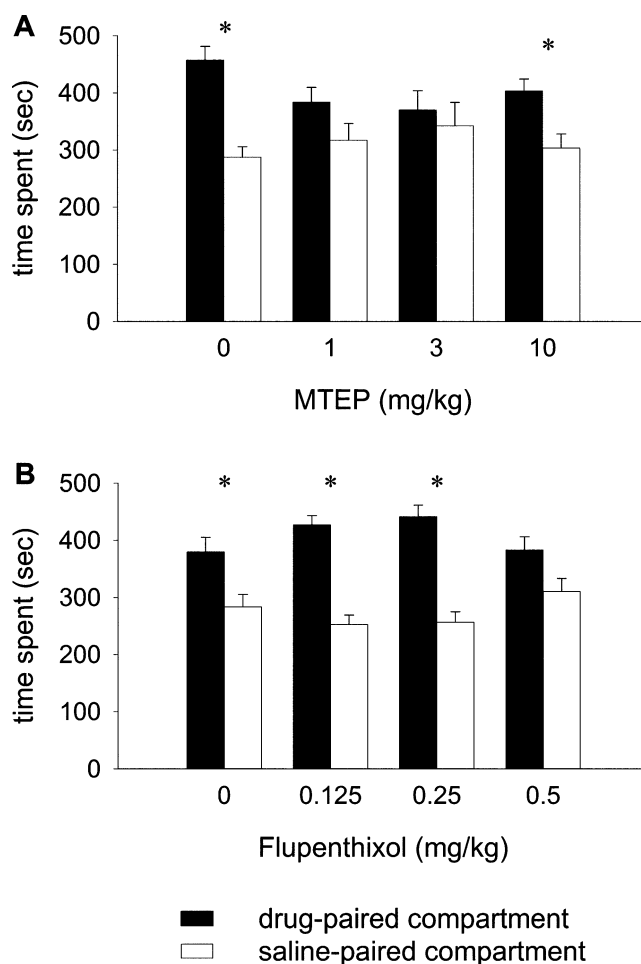 A
500
400
300
200
100
0
time spent (sec)
*
*
0 1 3 10
MTEP (mg/kg)
B
500
400
300
200
100
0
time spent (sec)
* * *
0 0.125 0.25 0.5
Flupenthixol (mg/kg)
drug-paired compartment
saline-paired compartment